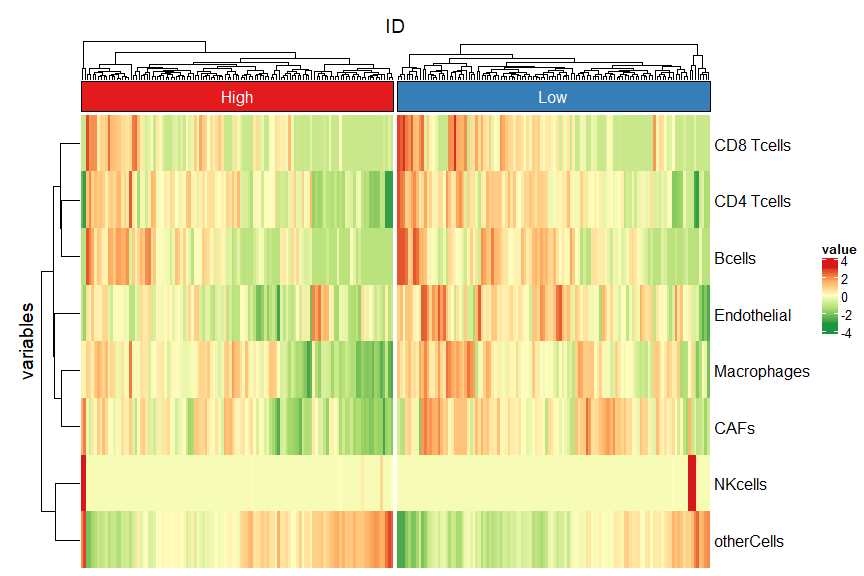 ID
High Low
CD8 Tcells
CD4 Tcells
Bcells
Endothelial
Macrophages
CAFs
NKcells
otherCells
variables
value
4
2
0
-2
-4